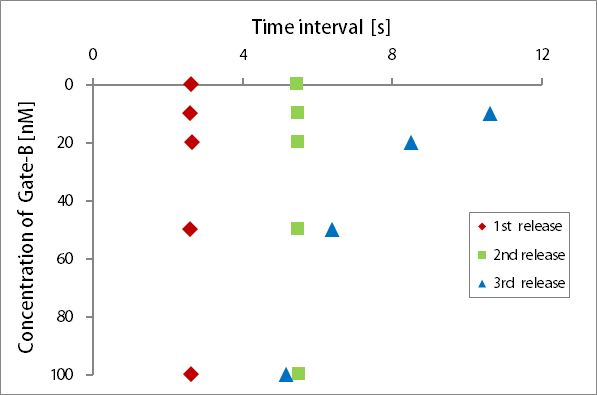 Time interval [s]
0 4 8 12
0
20
40
60
80
100
Concentration of Gate-B [nM]
1st release
2nd release
3rd release